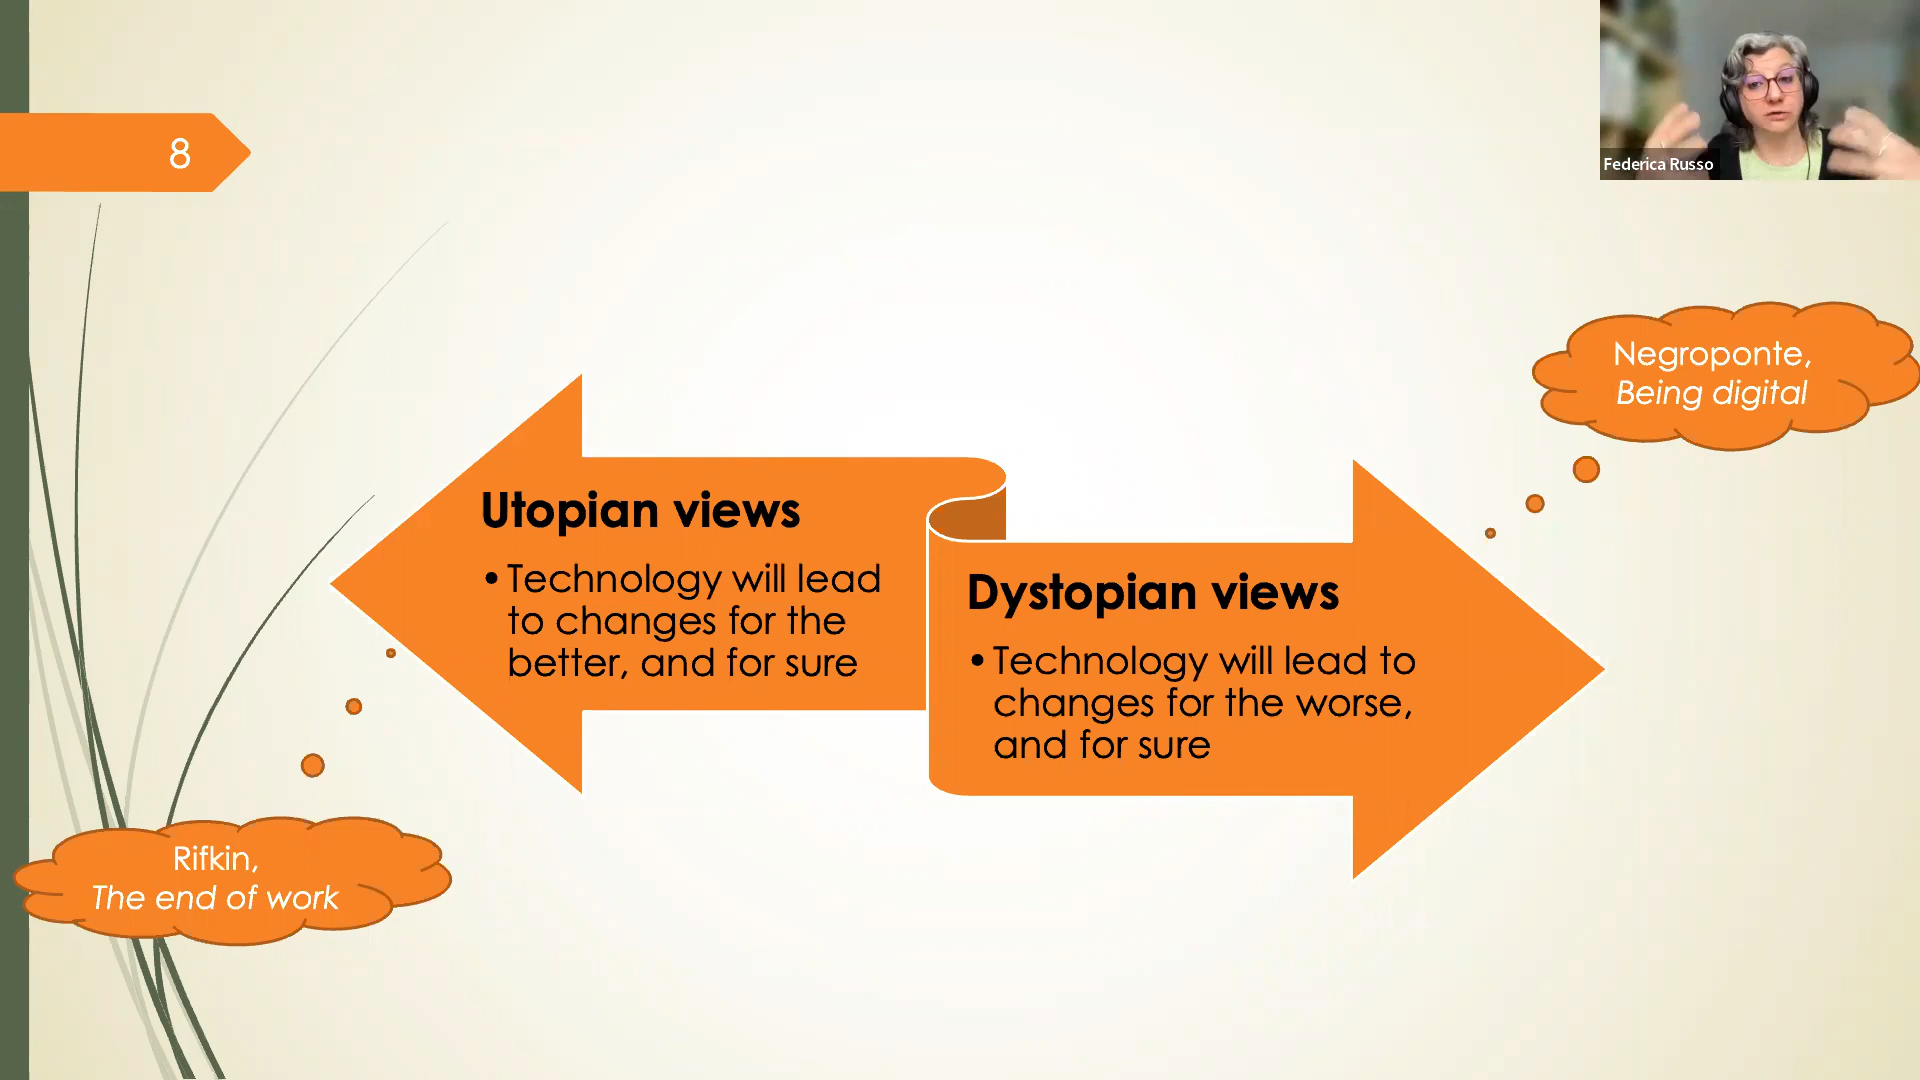 8
Federica Russo
Negroponte,
Being digital
Utopian views
• Technology will lead
to changes for the
better, and for sure
Dystopian views
• Technology will lead to
changes for the worse,
and for sure
Rifkin,
The end of work